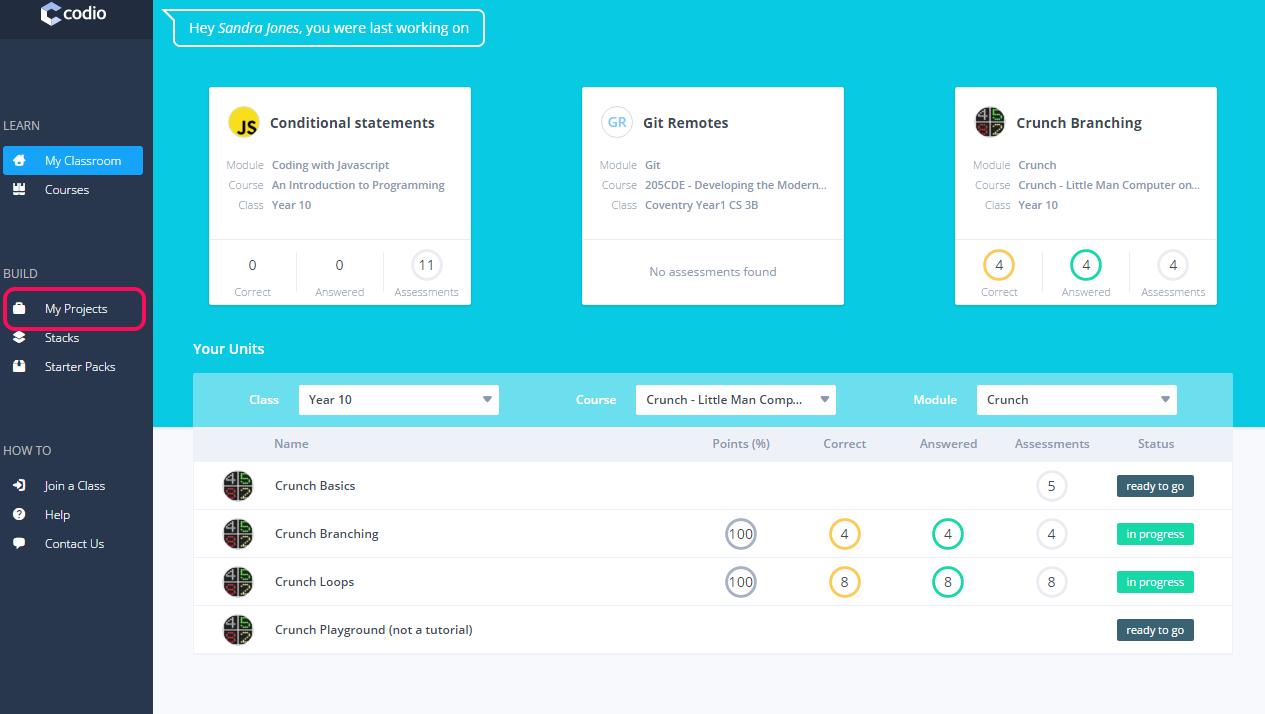 codio
Hey Sandra Jones, you were last working on
LEARN
My Classroom
Courses
BUILD
My Projects
Stacks
Starter Packs
HOW TO
Join a Class
Help
Contact Us
JS Conditional statements
Module Coding with Javascript
Course An Introduction to Programming
Class Year 10
0 0 11
Correct Answered Assessments
GR Git Remotes
Module Git
Course 205CDE - Developing the Modern...
Class Coventry Year1 CS 3B
No assessments found
Crunch Branching
Module Crunch
Course Crunch - Little Man Computer on...
Class Year 10
4 4 4
Correct Answered Assessments
Your Units
Class Year 10 Course Crunch - Little Man Comp... Module Crunch
Name Points (%) Correct Answered Assessments Status
Crunch Basics 5 ready to go
Crunch Branching 100 4 4 4 in progress
Crunch Loops 100 8 8 8 in progress
Crunch Playground (not a tutorial) ready to go